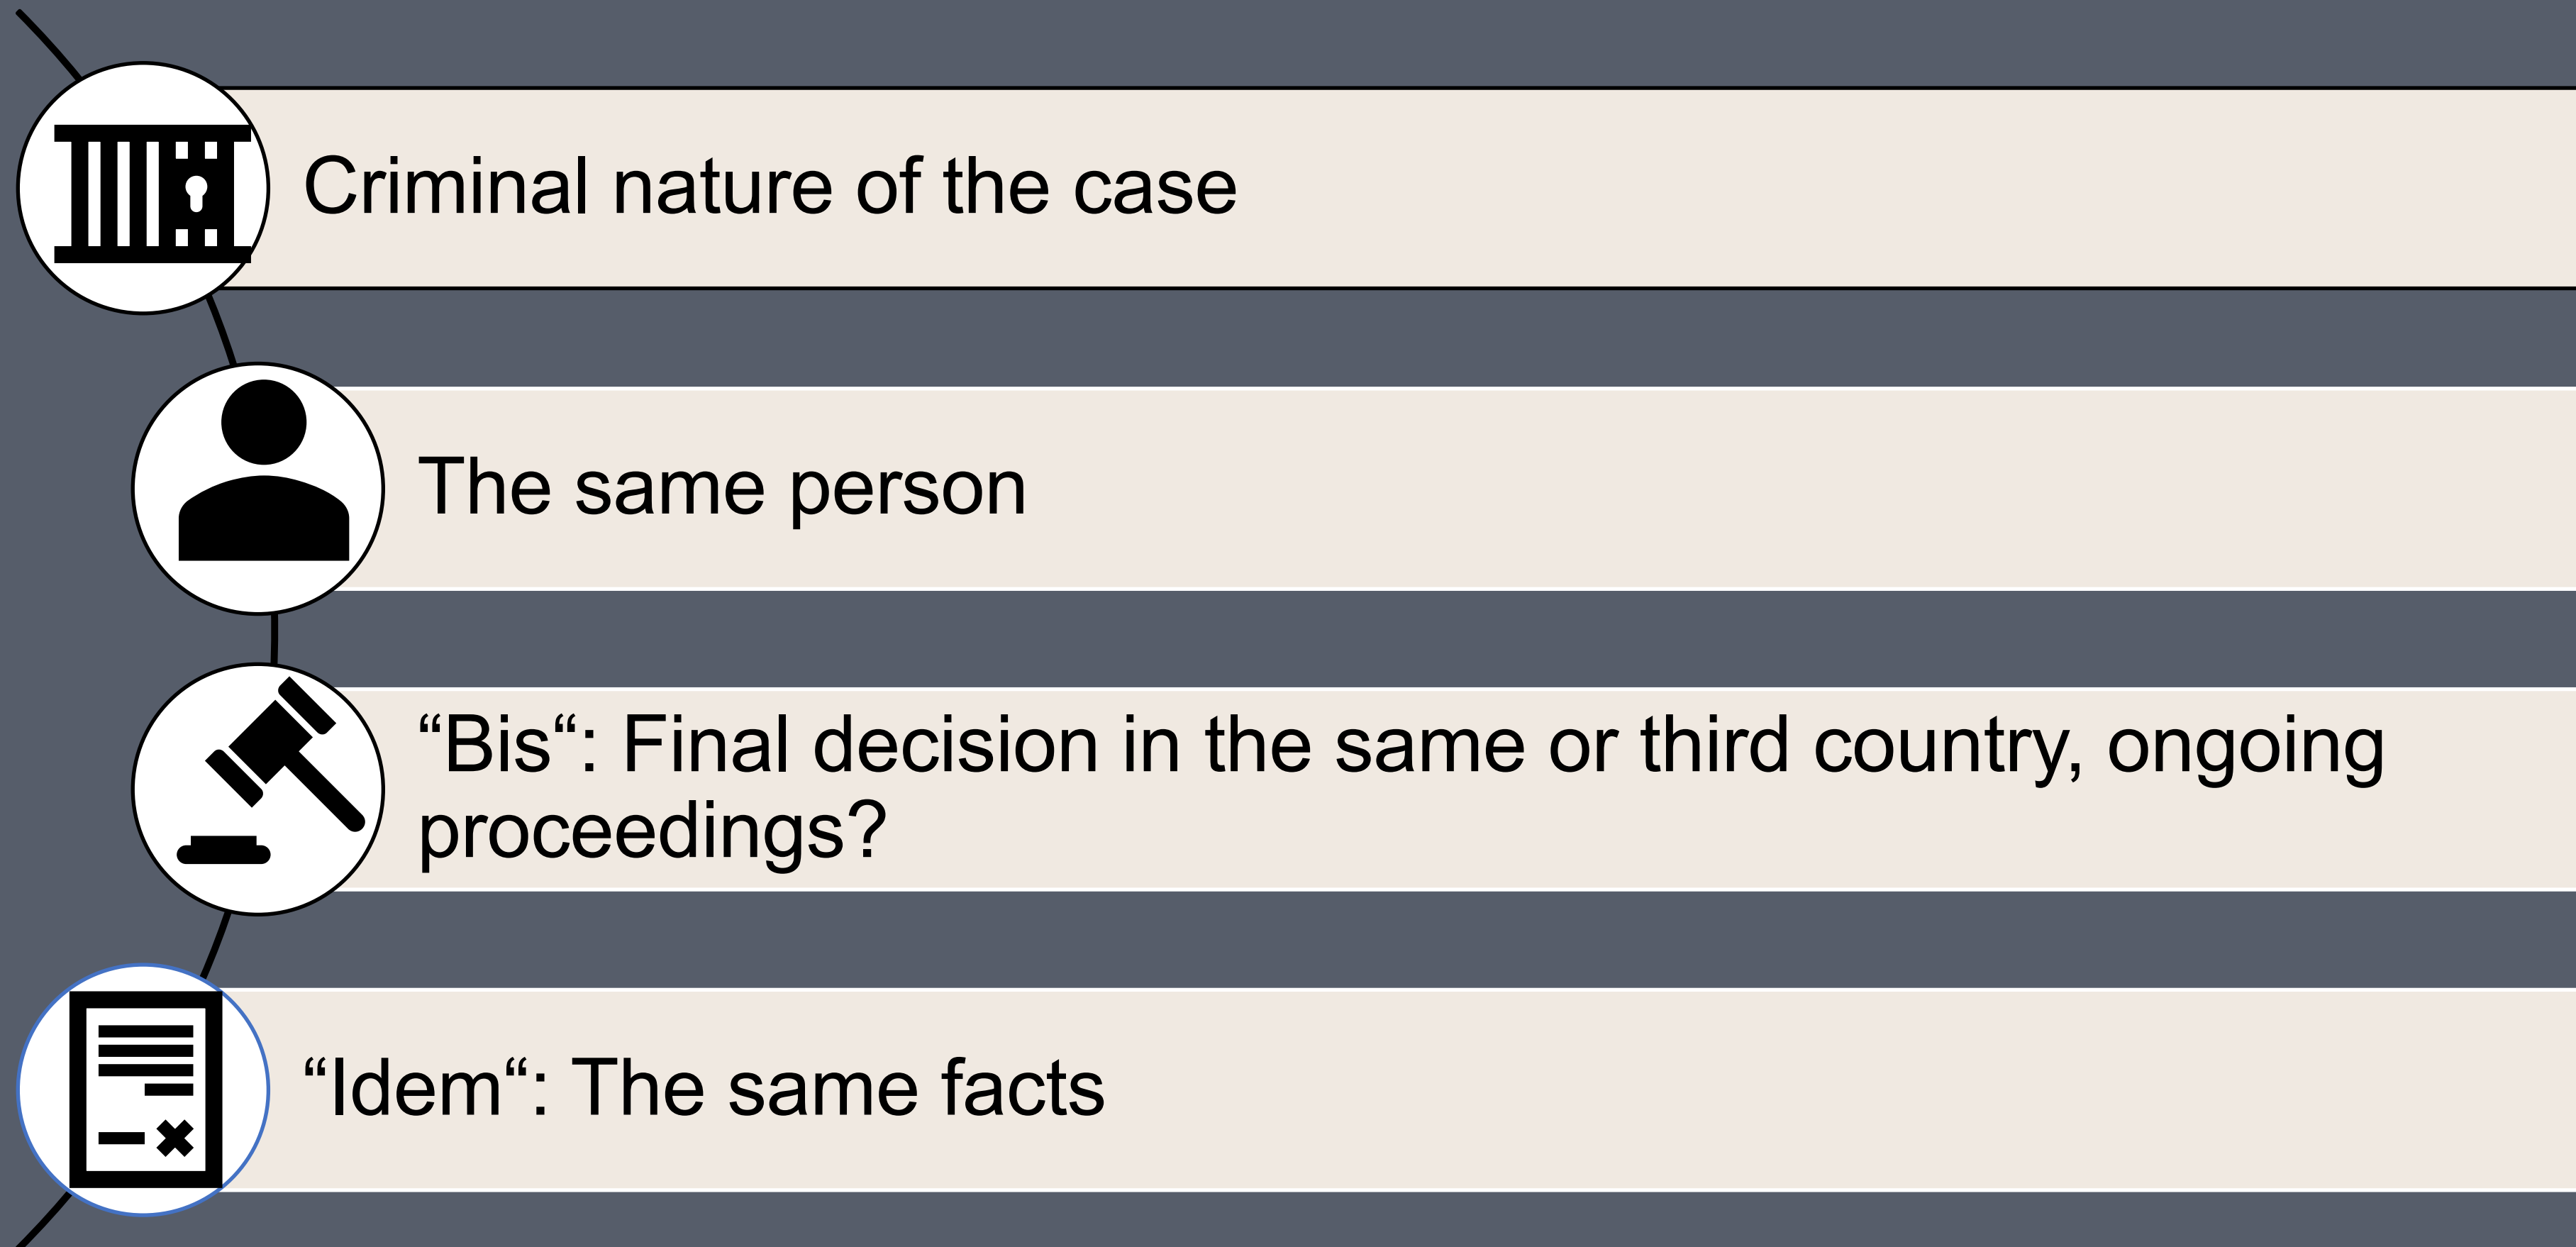 Criminal nature of the case
The same person
“Bis“: Final decision in the same or third country, ongoing
proceedings?
“Idem“: The same facts